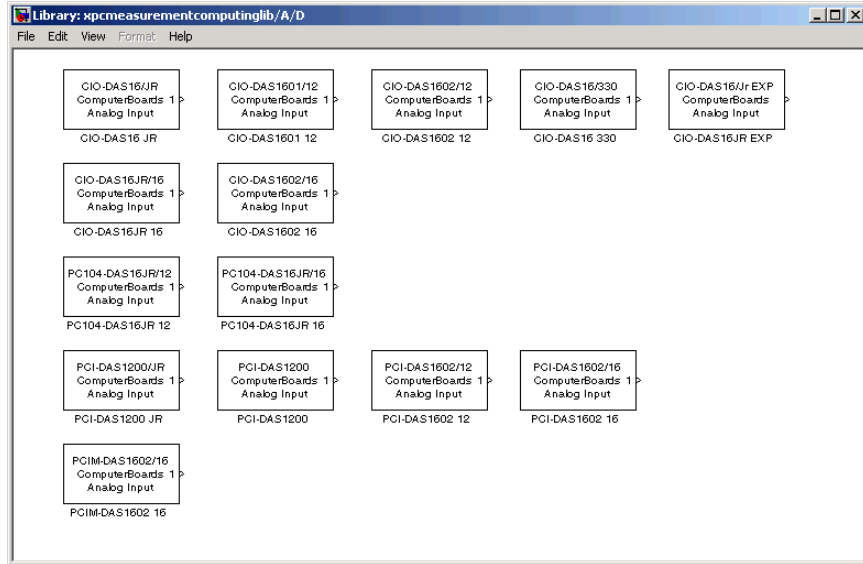 Library: xpcmeasurementcomputinglib/A/D
File Edit View Format Help
CIO-DAS16/JR
ComputerBoards 1
Analog Input
CIO-DAS16 JR
CIO-DAS1601/12
ComputerBoards 1
Analog Input
CIO-DAS1601 12
CIO-DAS1602/12
ComputerBoards 1
Analog Input
CIO-DAS1602 12
CIO-DAS16/330
ComputerBoards 1
Analog Input
CIO-DAS16 330
CIO-DAS16/Jr EXP
ComputerBoards
Analog Input
CIO-DAS16JR EXP
CIO-DAS16JR/16
ComputerBoards 1
Analog Input
CIO-DAS16JR 16
CIO-DAS1602/16
ComputerBoards 1
Analog Input
CIO-DAS1602 16
PC104-DAS16JR/12
ComputerBoards 1
Analog Input
PC104-DAS16JR 12
PC104-DAS16JR/16
ComputerBoards 1
Analog Input
PC104-DAS16JR 16
PCI-DAS1200/JR
ComputerBoards 1
Analog Input
PCI-DAS1200 JR
PCI-DAS1200
ComputerBoards 1
Analog Input
PCI-DAS1200
PCI-DAS1602/12
ComputerBoards 1
Analog Input
PCI-DAS1602 12
PCI-DAS1602/16
ComputerBoards 1
Analog Input
PCI-DAS1602 16
PCIM-DAS1602/16
ComputerBoards 1
Analog Input
PCIM-DAS1602 16